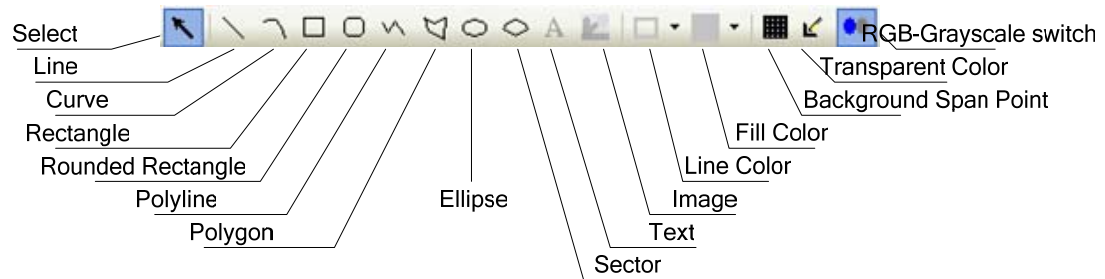 Select
RGB-Grayscale switch
Line
Transparent Color
Curve
Background Span Point
Rectangle
Fill Color
Rounded Rectangle
Line Color
Polyline
Ellipse
Image
Polygon
Text
Sector
A